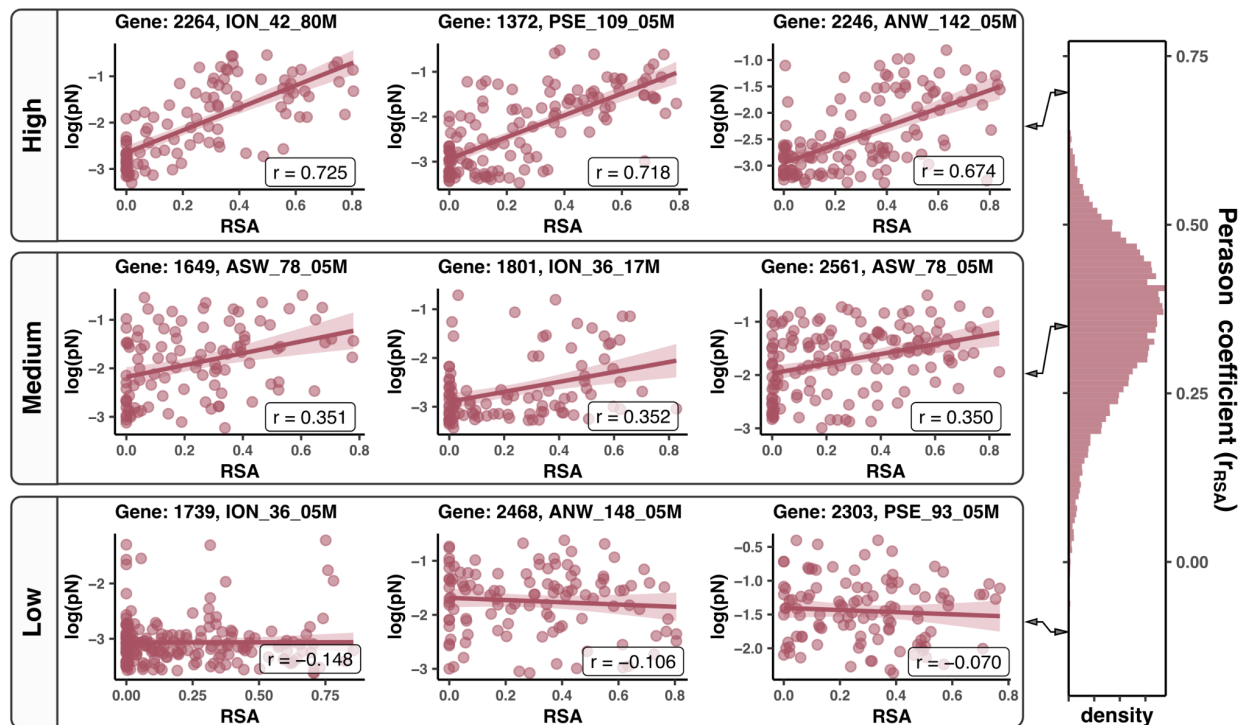 High
Gene: 2264, ION_42_80M
log(pN)
−1
−2
−3
r = 0.725
0.0 0.2 0.4 0.6 0.8
RSA
Gene: 1372, PSE_109_05M
log(pN)
−1
−2
−3
r = 0.718
0.0 0.2 0.4 0.6 0.8
RSA
Gene: 2246, ANW_142_05M
log(pN)
−1.0
−1.5
−2.0
−2.5
−3.0
r = 0.674
0.0 0.2 0.4 0.6 0.8
RSA
Medium
Gene: 1649, ASW_78_05M
log(pN)
−1
−2
−3
r = 0.351
0.0 0.2 0.4 0.6 0.8
RSA
Gene: 1801, ION_36_17M
log(pN)
−1
−2
−3
r = 0.352
0.0 0.2 0.4 0.6 0.8
RSA
Gene: 2561, ASW_78_05M
log(pN)
−1
−2
−3
r = 0.350
0.0 0.2 0.4 0.6 0.8
RSA
Low
Gene: 1739, ION_36_05M
log(pN)
−2
−3
r = −0.148
0.00 0.25 0.50 0.75
RSA
Gene: 2468, ANW_148_05M
log(pN)
−1
−2
−3
r = −0.106
0.0 0.2 0.4 0.6 0.8
RSA
Gene: 2303, PSE_93_05M
log(pN)
−0.5
−1.0
−1.5
−2.0
r = −0.070
0.0 0.2 0.4 0.6 0.8
RSA
0.75
0.50
0.25
0.00
Perason coefficient (rRSA)
density